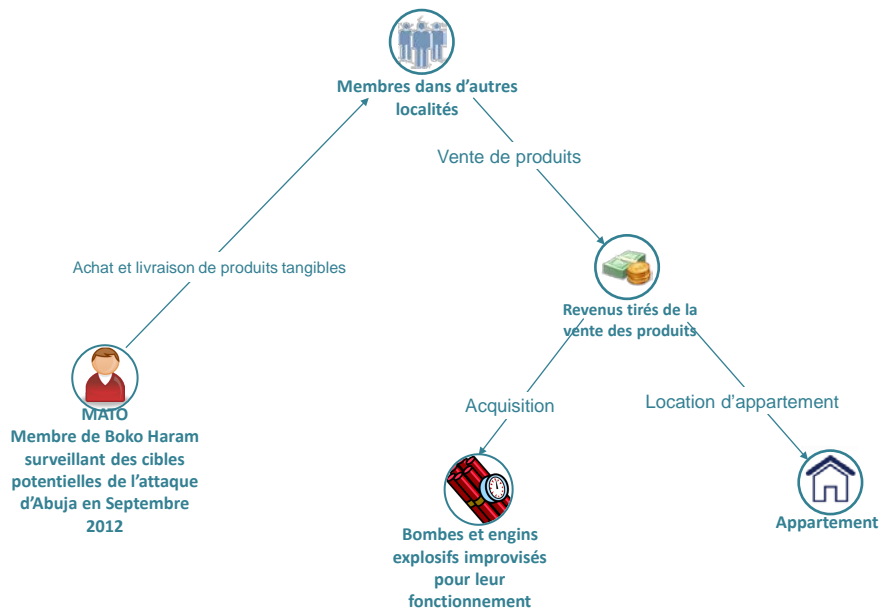 Membres dans d'autres
localités
Vente de produits
Achat et livraison de produits tangibles
Revenus tirés de la
vente des produits
MATO
Membre de Boko Haram
surveillant des cibles
potentielles de l'attaque
d'Abuja en Septembre
2012
Acquisition
Location d'appartement
Bombes et engins
explosifs improvisés
pour leur
fonctionnement
Appartement